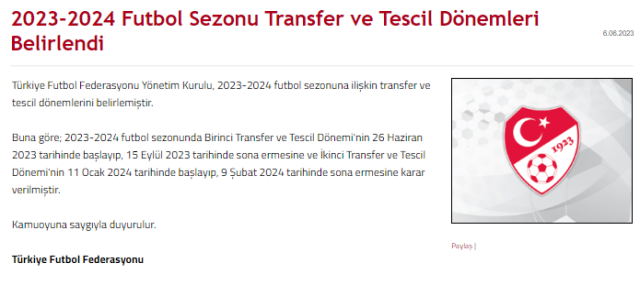 2023-2024 Futbol Sezonu Transfer ve Tescil Dönemleri
Belirlendi
6.06.2023
Türkiye Futbol Federasyonu Yönetim Kurulu, 2023-2024 futbol sezonuna ilişkin transfer ve
tescil dönemlerini belirlemiştir.
Buna göre; 2023-2024 futbol sezonunda Birinci Transfer ve Tescil Dönemi'nin 26 Haziran
2023 tarihinde başlayıp, 15 Eylül 2023 tarihinde sona ermesine ve İkinci Transfer ve Tescil
Dönemi'nin 11 Ocak 2024 tarihinde başlayıp, 9 Şubat 2024 tarihinde sona ermesine karar
verilmiştir.
Kamuoyuna saygıyla duyurulur.
Türkiye Futbol Federasyonu
1923
Paylaş |